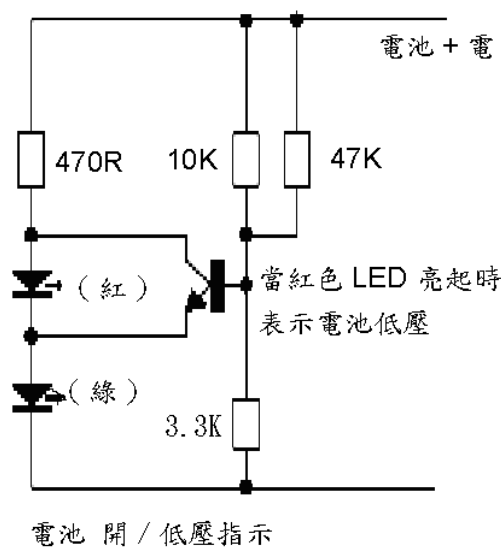 電池 + 電
470R
10K
47K
(紅)
當紅色 LED 亮起時
表示電池低壓
(綠)
3.3K
電池 開 / 低壓指示